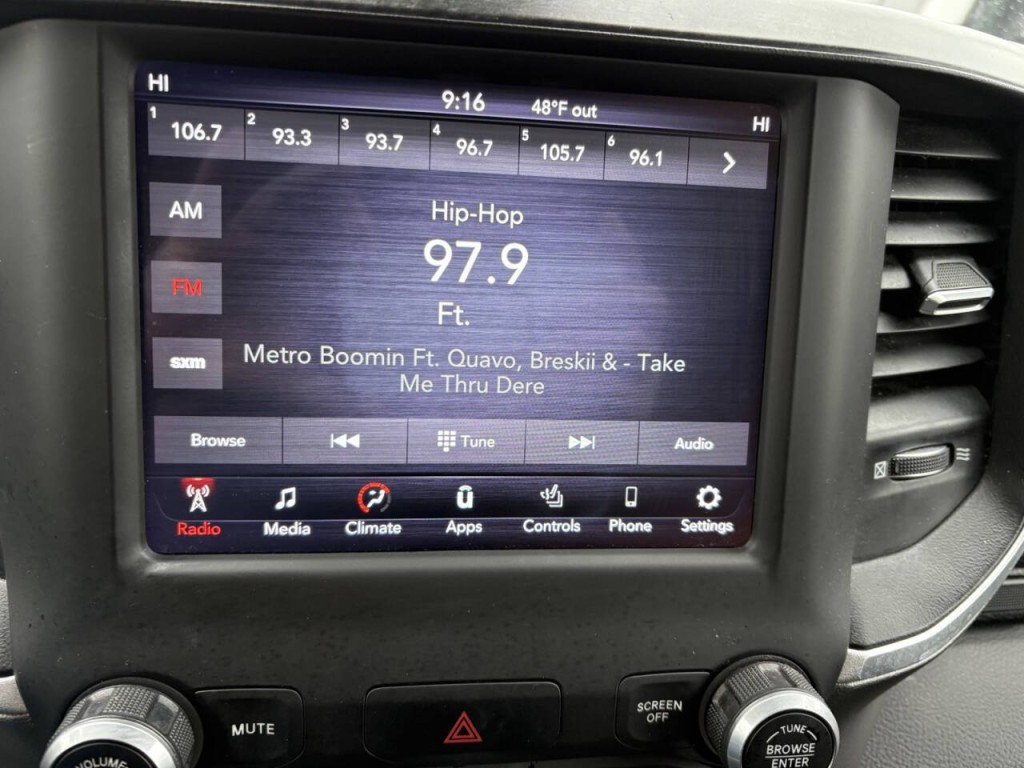 HI 9:16 48°F out HI
1 106.7 2 93.3 3 93.7 4 96.7 5 105.7 6 96.1
AM
Hip-Hop
97.9
FM
Ft.
sxm
Metro Boomin Ft. Quavo, Breskii & - Take
Me Thru Dere
Browse Tune Audio
Radio Media Climate Apps Controls Phone Settings
MUTE
SCREEN
OFF
VOLUME
TUNE
BROWSE
ENTER